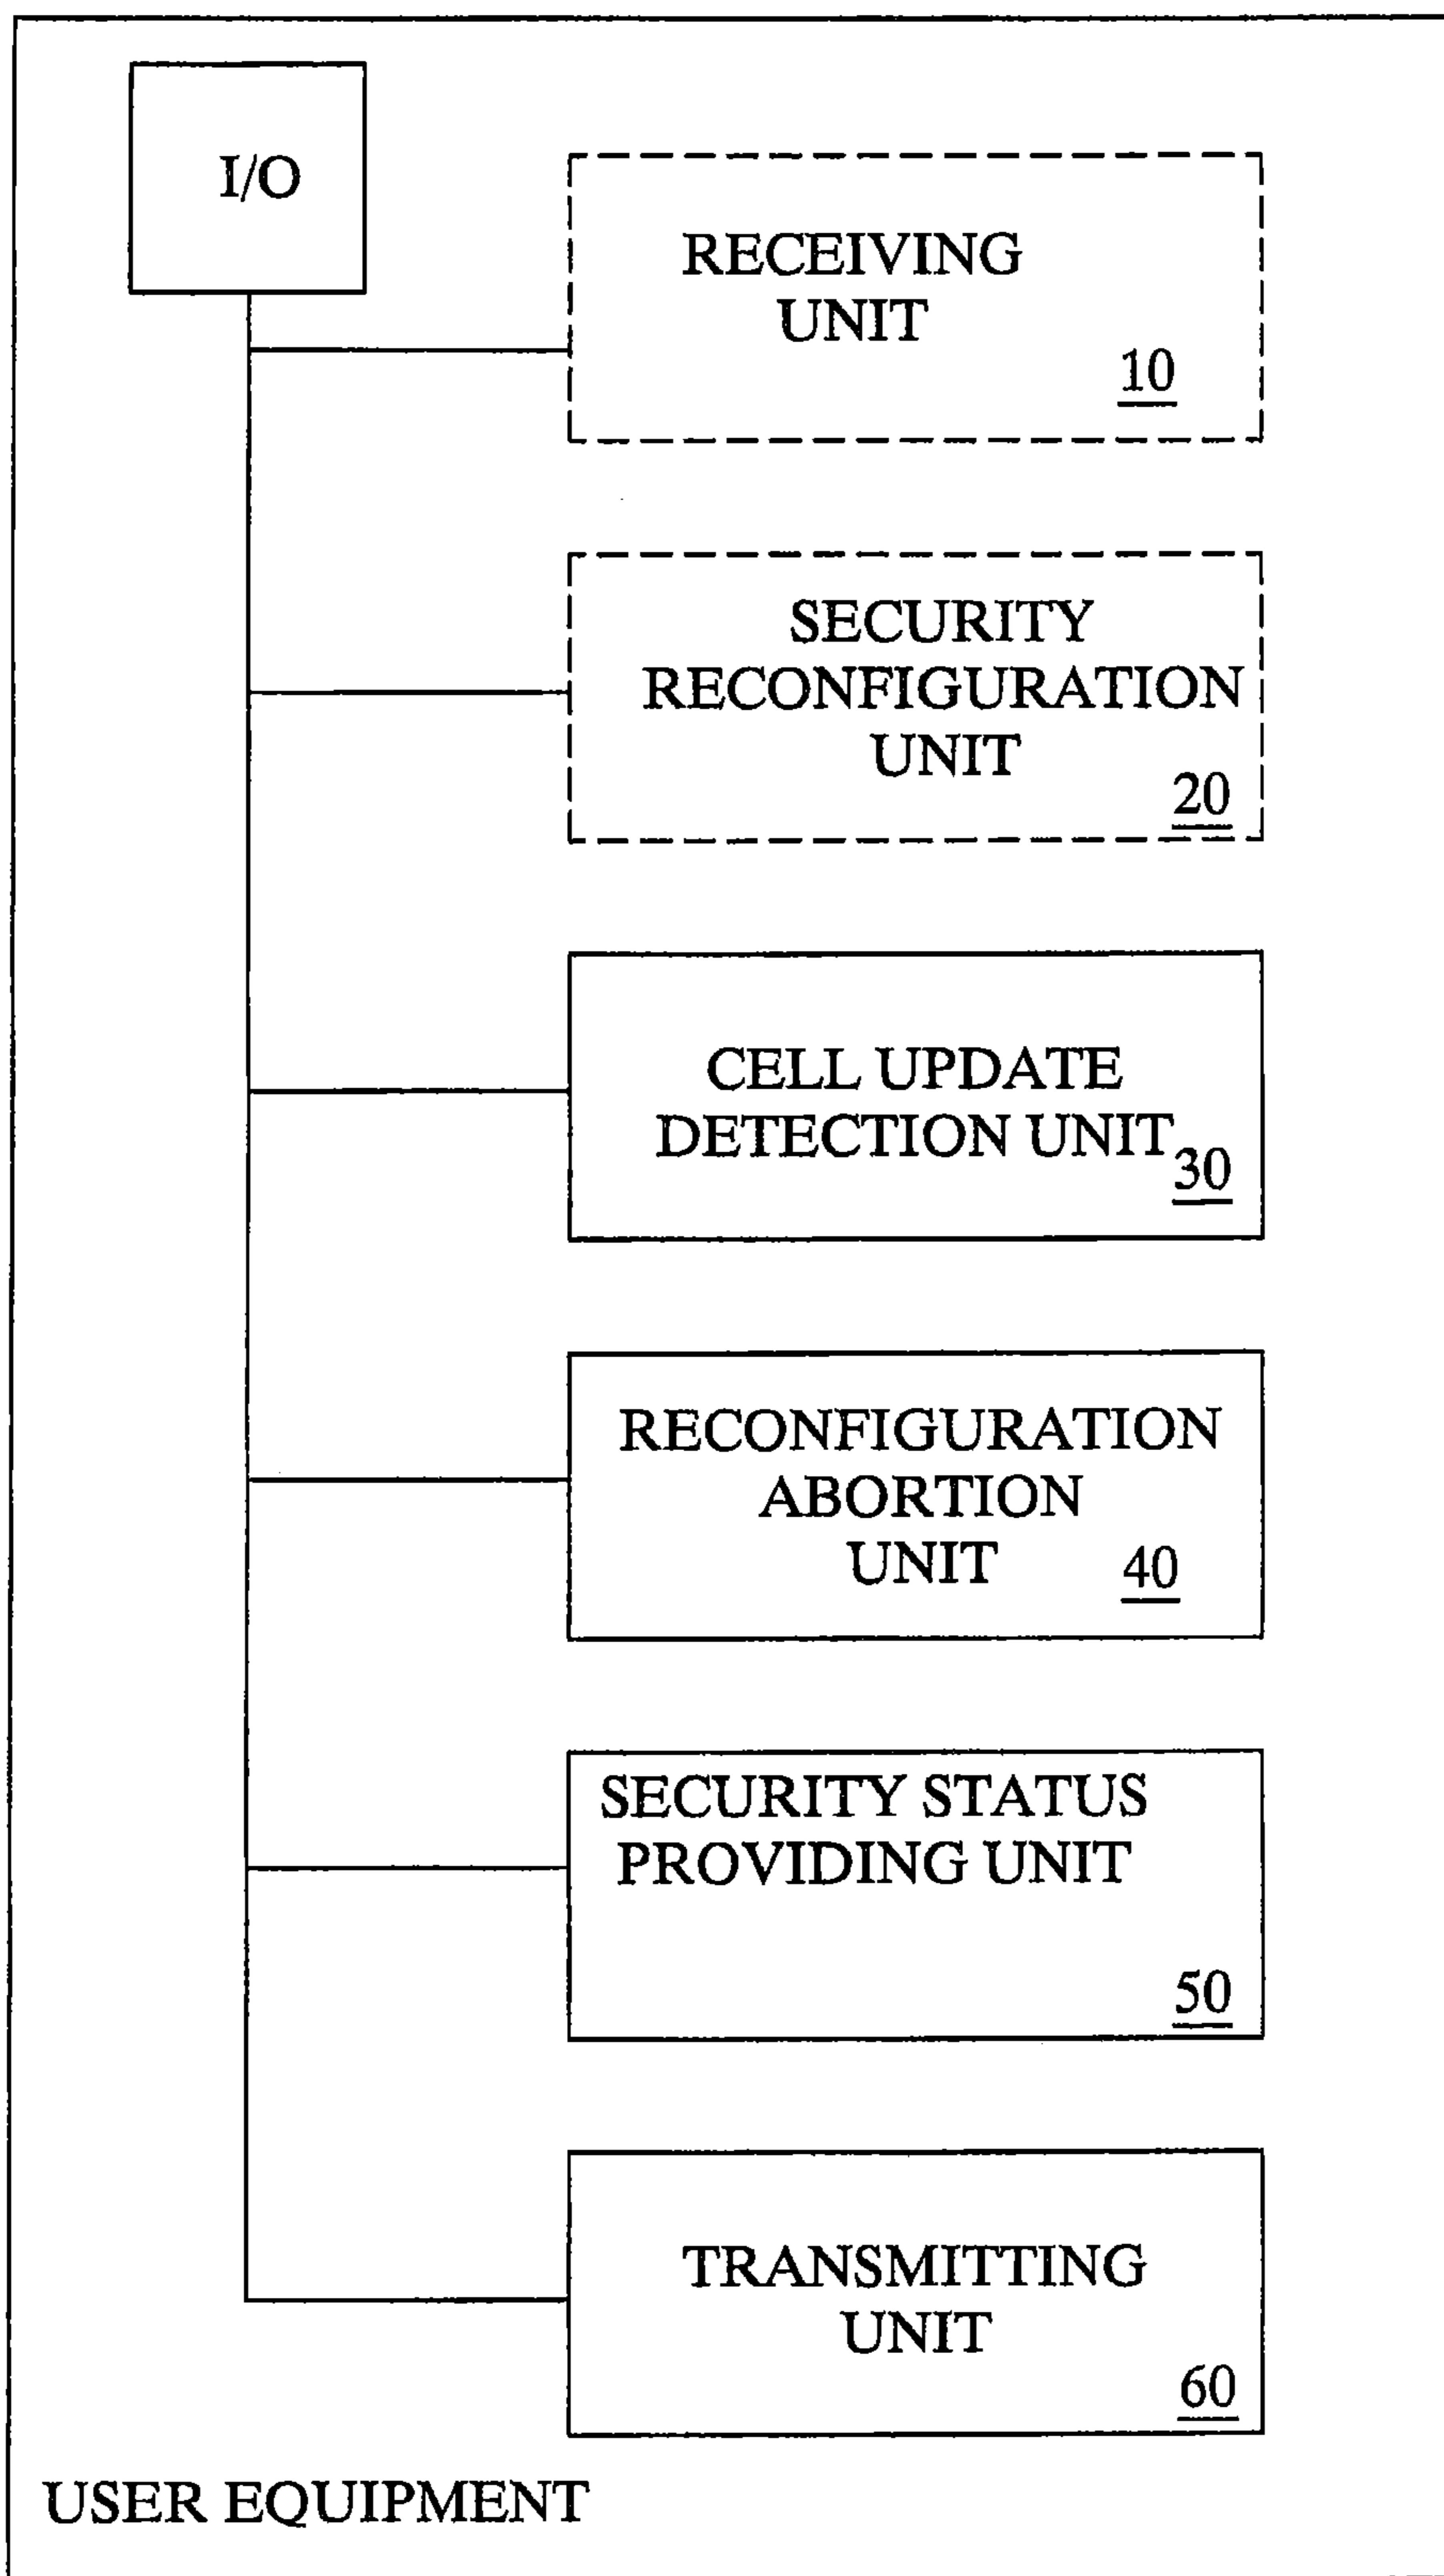 I/O
RECEIVING
UNIT
10
SECURITY
RECONFIGURATION
UNIT
20
CELL UPDATE
DETECTION UNIT
30
RECONFIGURATION
ABORTION
UNIT
40
SECURITY STATUS
PROVIDING UNIT
50
TRANSMITTING
UNIT
60
USER EQUIPMENT